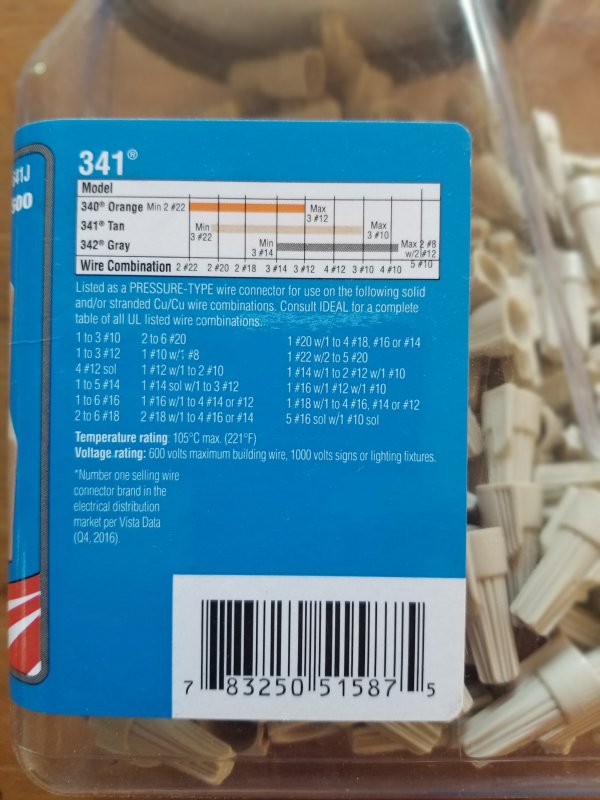 341®
Model
340® Orange Min 2 #22 Max 3 #12
341® Tan Min 3 #22 Max 3 #10
342® Gray Min 3 #14 Max 2 #8 w/2 #12
Wire Combination 2 #22 2 #20 2 #18 3 #14 3 #12 4 #12 3 #10 4 #10 5 #10
Listed as a PRESSURE-TYPE wire connector for use on the following solid
and/or stranded Cu/Cu wire combinations. Consult IDEAL for a complete
table of all UL listed wire combinations.
1 to 3 #10 2 to 6 #20 1 #20 w/1 to 4 #18, #16 or #14
1 to 3 #12 1 #10 w/1 #8 1 #22 w/2 to 5 #20
4 #12 sol 1 #12 w/1 to 2 #10 1 #14 w/1 to 2 #12 w/1 #10
1 to 5 #14 1 #14 sol w/1 to 3 #12 1 #16 w/1 #12 w/1 #10
1 to 6 #16 1 #16 w/1 to 4 #14 or #12 1 #18 w/1 to 4 #16, #14 or #12
2 to 6 #18 2 #18 w/1 to 4 #16 or #14 5 #16 sol w/1 #10 sol
Temperature rating: 105°C max. (221°F)
Voltage rating: 600 volts maximum building wire, 1000 volts signs or lighting fixtures.
*Number one selling wire
connector brand in the
electrical distribution
market per Vista Data
(Q4, 2016).
7 83250 51587 5